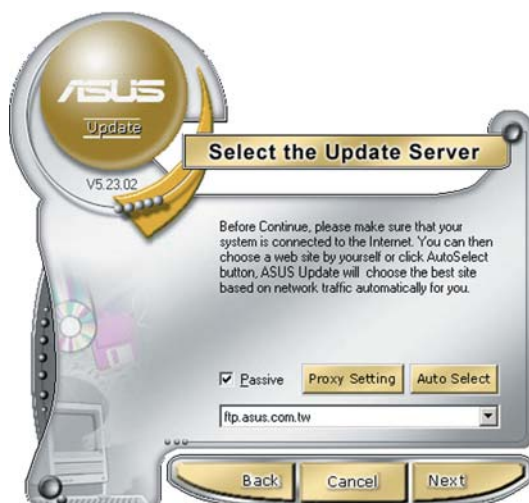 ASUS
Update
V5.23.02
Select the Update Server
Before Continue, please make sure that your
system is connected to the Internet. You can then
choose a web site by yourself or click AutoSelect
button, ASUS Update will choose the best site
based on network traffic automatically for you.
Passive
Proxy Setting
Auto Select
ftp.asus.com.tw
Back
Cancel
Next